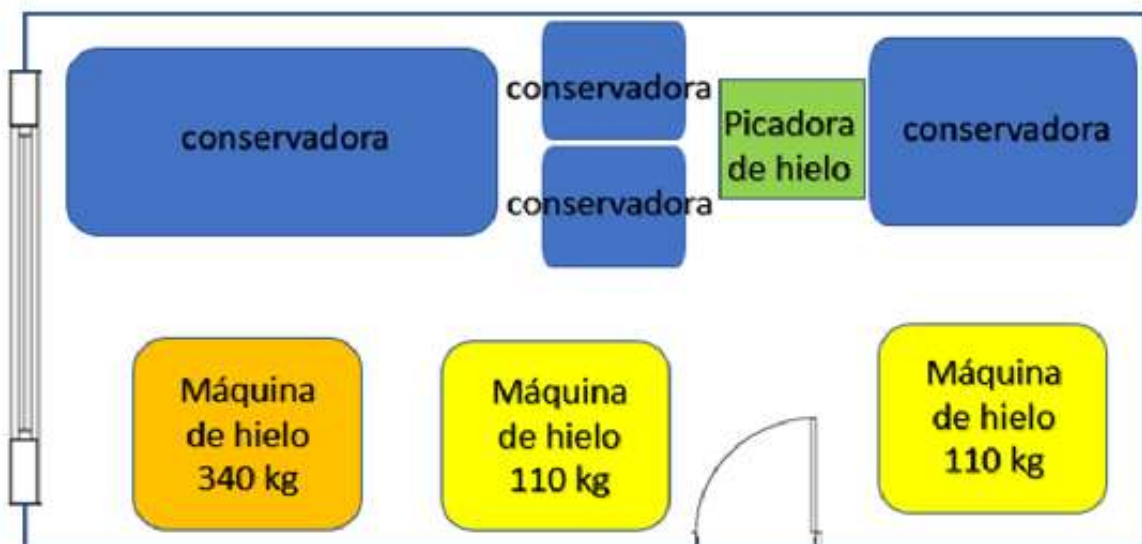 conservadora
conservadora
conservadora
Picadora
de hielo
conservadora
Máquina
de hielo
340 kg
Máquina
de hielo
110 kg
Máquina
de hielo
110 kg